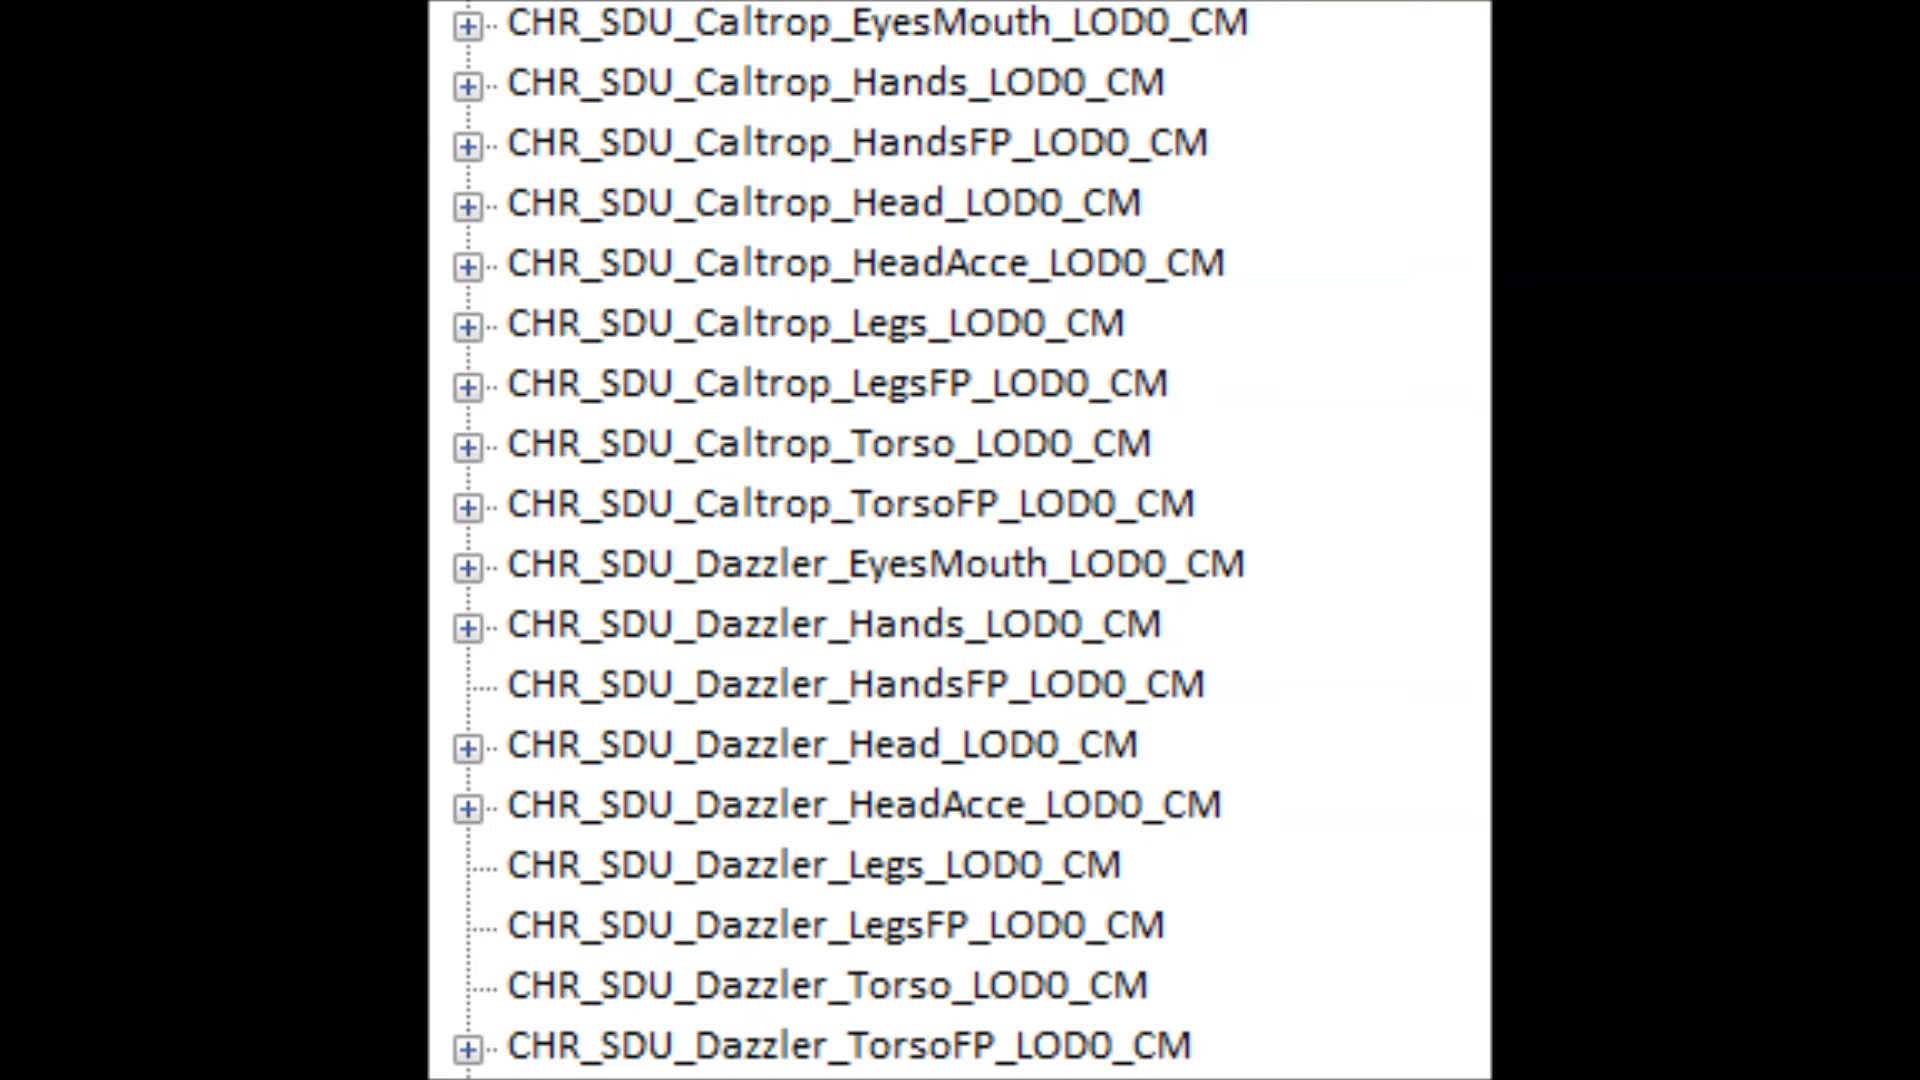 CHR_SDU_Caltrop_EyesMouth_LOD0_CM
CHR_SDU_Caltrop_Hands_LOD0_CM
CHR_SDU_Caltrop_HandsFP_LOD0_CM
CHR_SDU_Caltrop_Head_LOD0_CM
CHR_SDU_Caltrop_HeadAcce_LOD0_CM
CHR_SDU_Caltrop_Legs_LOD0_CM
CHR_SDU_Caltrop_LegsFP_LOD0_CM
CHR_SDU_Caltrop_Torso_LOD0_CM
CHR_SDU_Caltrop_TorsoFP_LOD0_CM
CHR_SDU_Dazzler_EyesMouth_LOD0_CM
CHR_SDU_Dazzler_Hands_LOD0_CM
CHR_SDU_Dazzler_HandsFP_LOD0_CM
CHR_SDU_Dazzler_Head_LOD0_CM
CHR_SDU_Dazzler_HeadAcce_LOD0_CM
CHR_SDU_Dazzler_Legs_LOD0_CM
CHR_SDU_Dazzler_LegsFP_LOD0_CM
CHR_SDU_Dazzler_Torso_LOD0_CM
CHR_SDU_Dazzler_TorsoFP_LOD0_CM